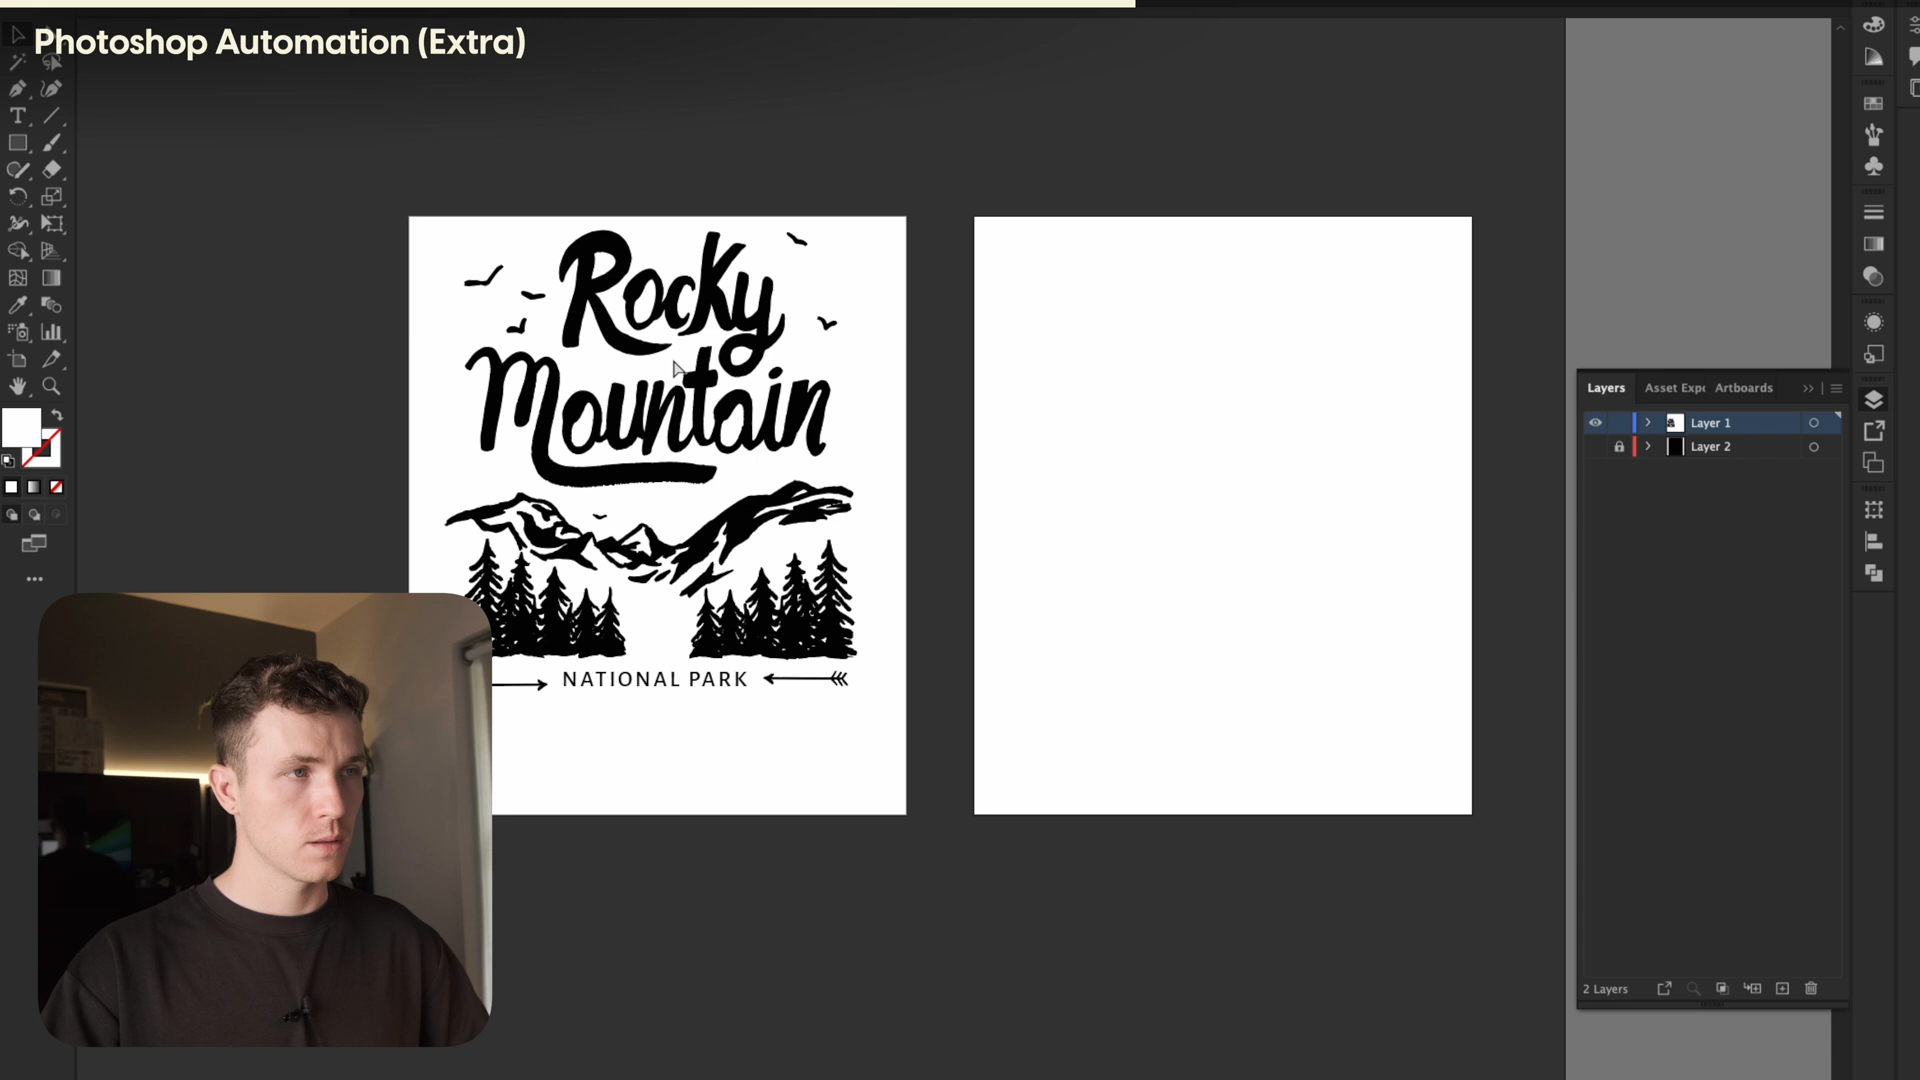 Photoshop Automation (Extra)
Rocky
Mountain
NATIONAL PARK
Layers
Asset Expo
Artboards
Layer 1
Layer 2
2 Layers